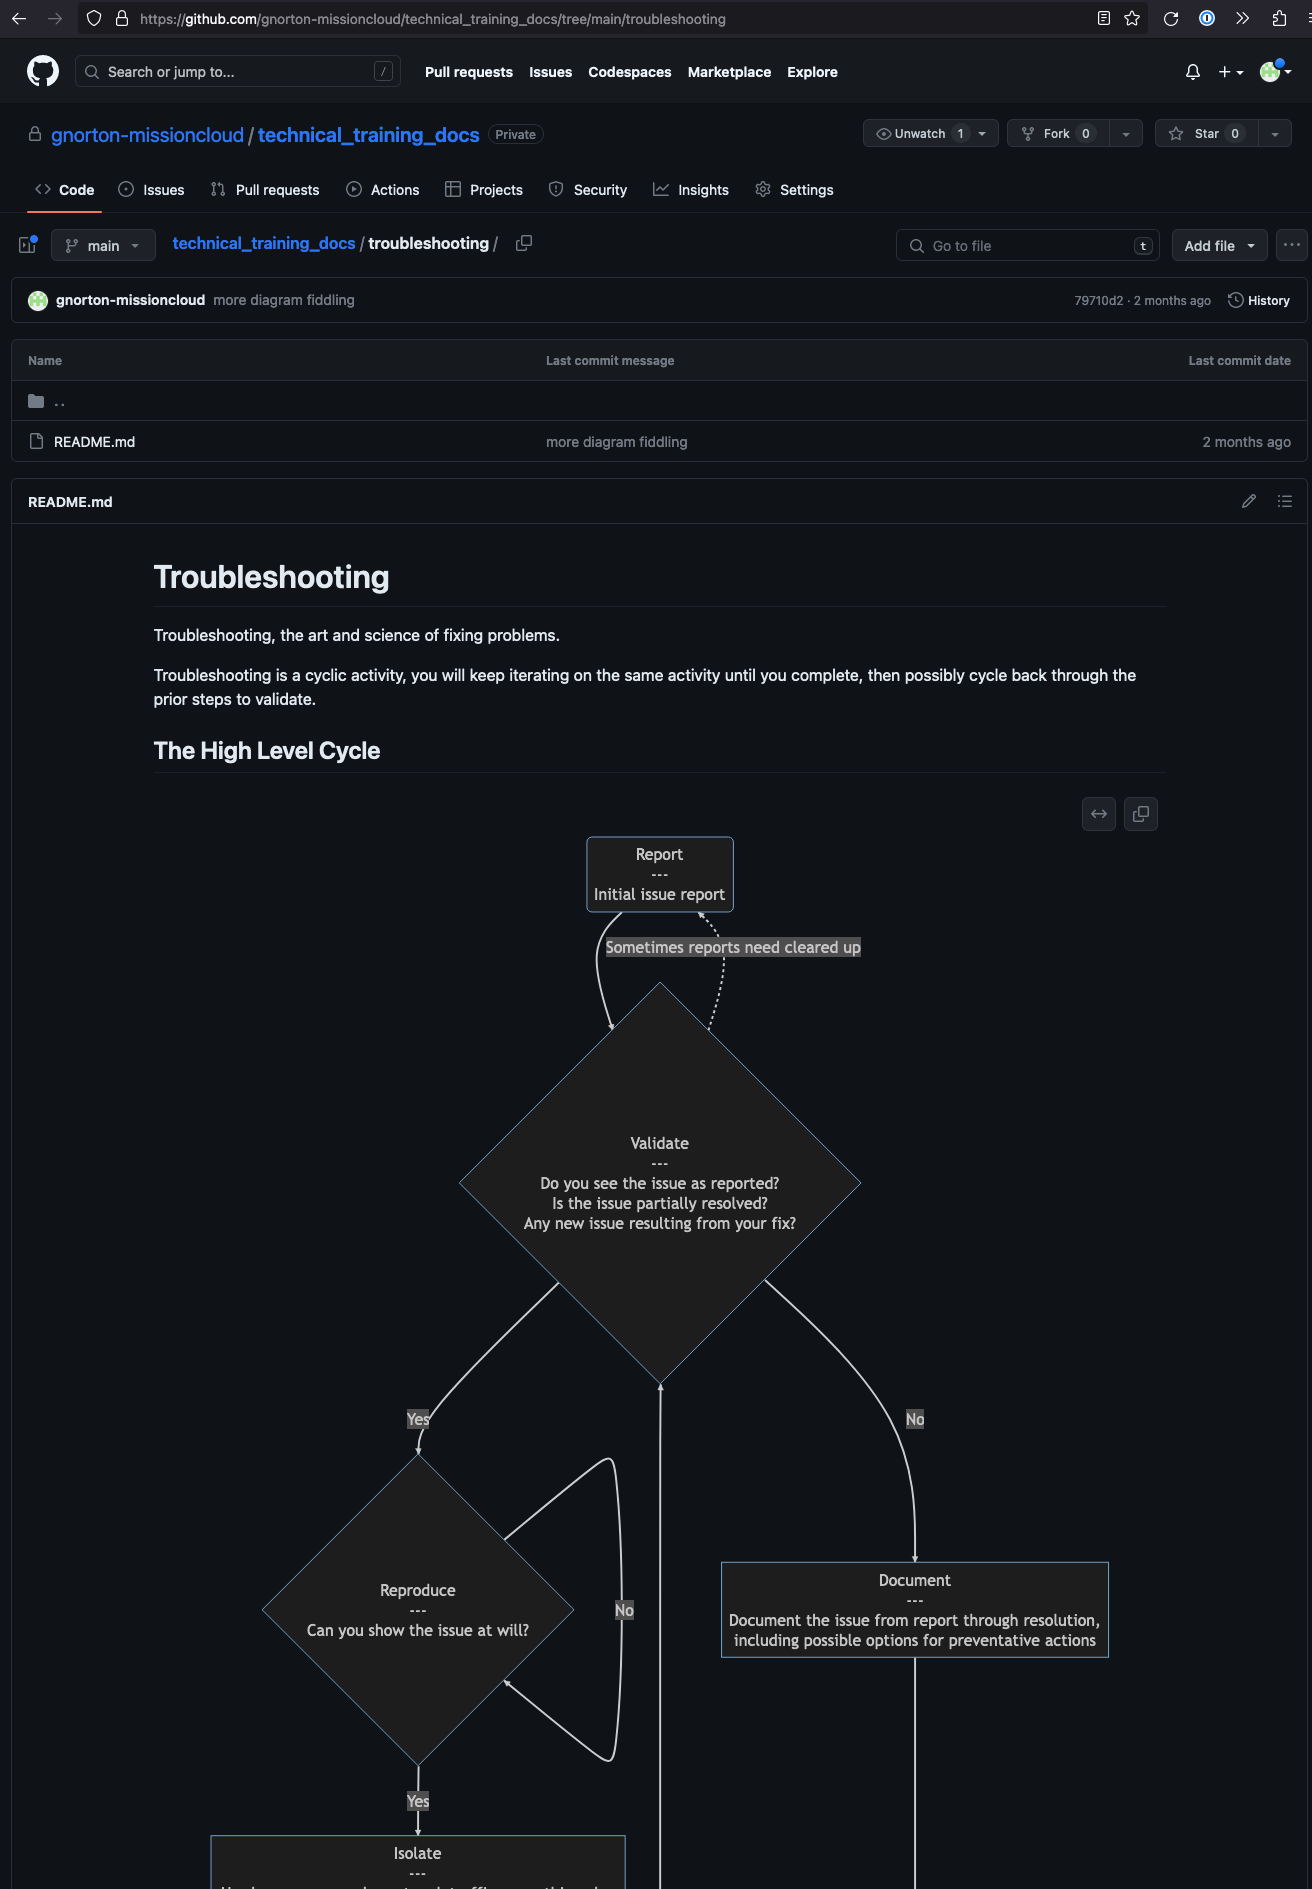 https://github.com/gnorton-missioncloud/technical_training_docs/tree/main/troubleshooting
Search or jump to... /
Pull requests Issues Codespaces Marketplace Explore
gnorton-missioncloud / technical_training_docs Private
Unwatch 1 Fork 0 Star 0
Code Issues Pull requests Actions Projects Security Insights Settings
main technical_training_docs / troubleshooting / Go to file t Add file
gnorton-missioncloud more diagram fiddling 79710d2 · 2 months ago History
Name Last commit message Last commit date
..
README.md more diagram fiddling 2 months ago
README.md
Troubleshooting
Troubleshooting, the art and science of fixing problems.
Troubleshooting is a cyclic activity, you will keep iterating on the same activity until you complete, then possibly cycle back through the
prior steps to validate.
The High Level Cycle
Report
---
Initial issue report
Sometimes reports need cleared up
Validate
---
Do you see the issue as reported?
Is the issue partially resolved?
Any new issue resulting from your fix?
Yes
No
Reproduce
---
Can you show the issue at will?
No
Document
---
Document the issue from report through resolution,
including possible options for preventative actions
Yes
Isolate
---